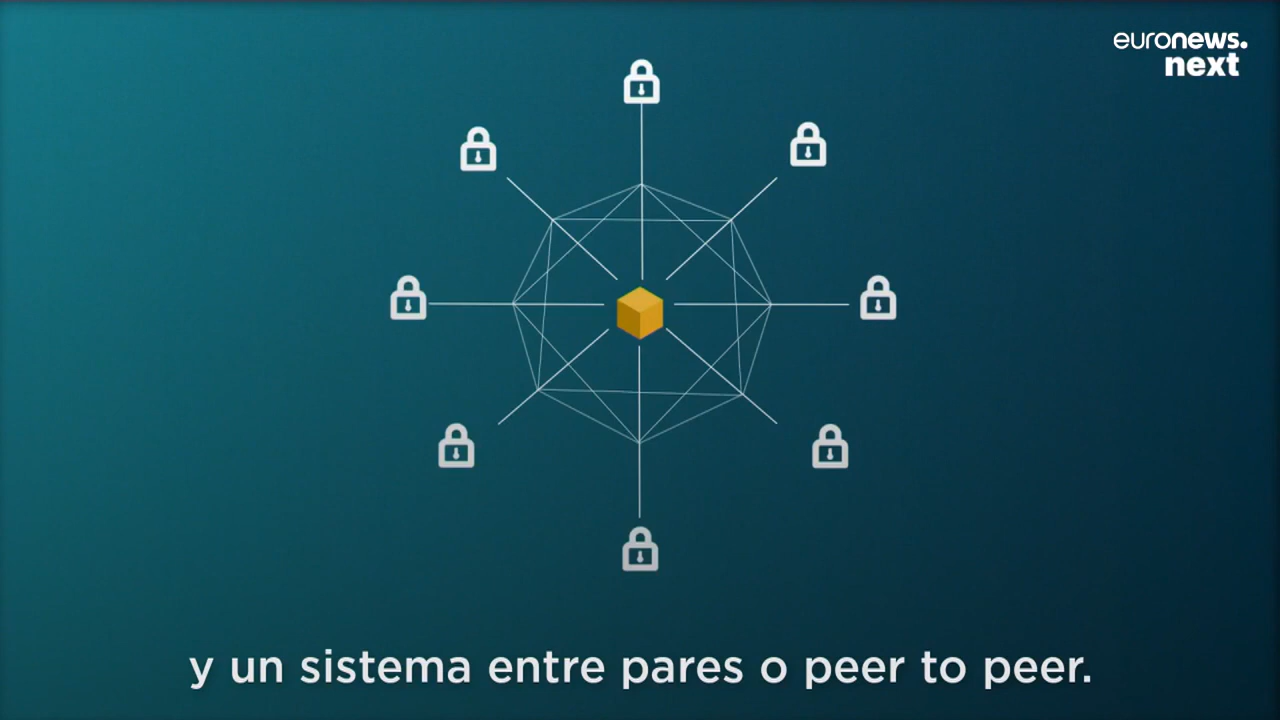 euronews.
next
y un sistema entre pares o peer to peer.